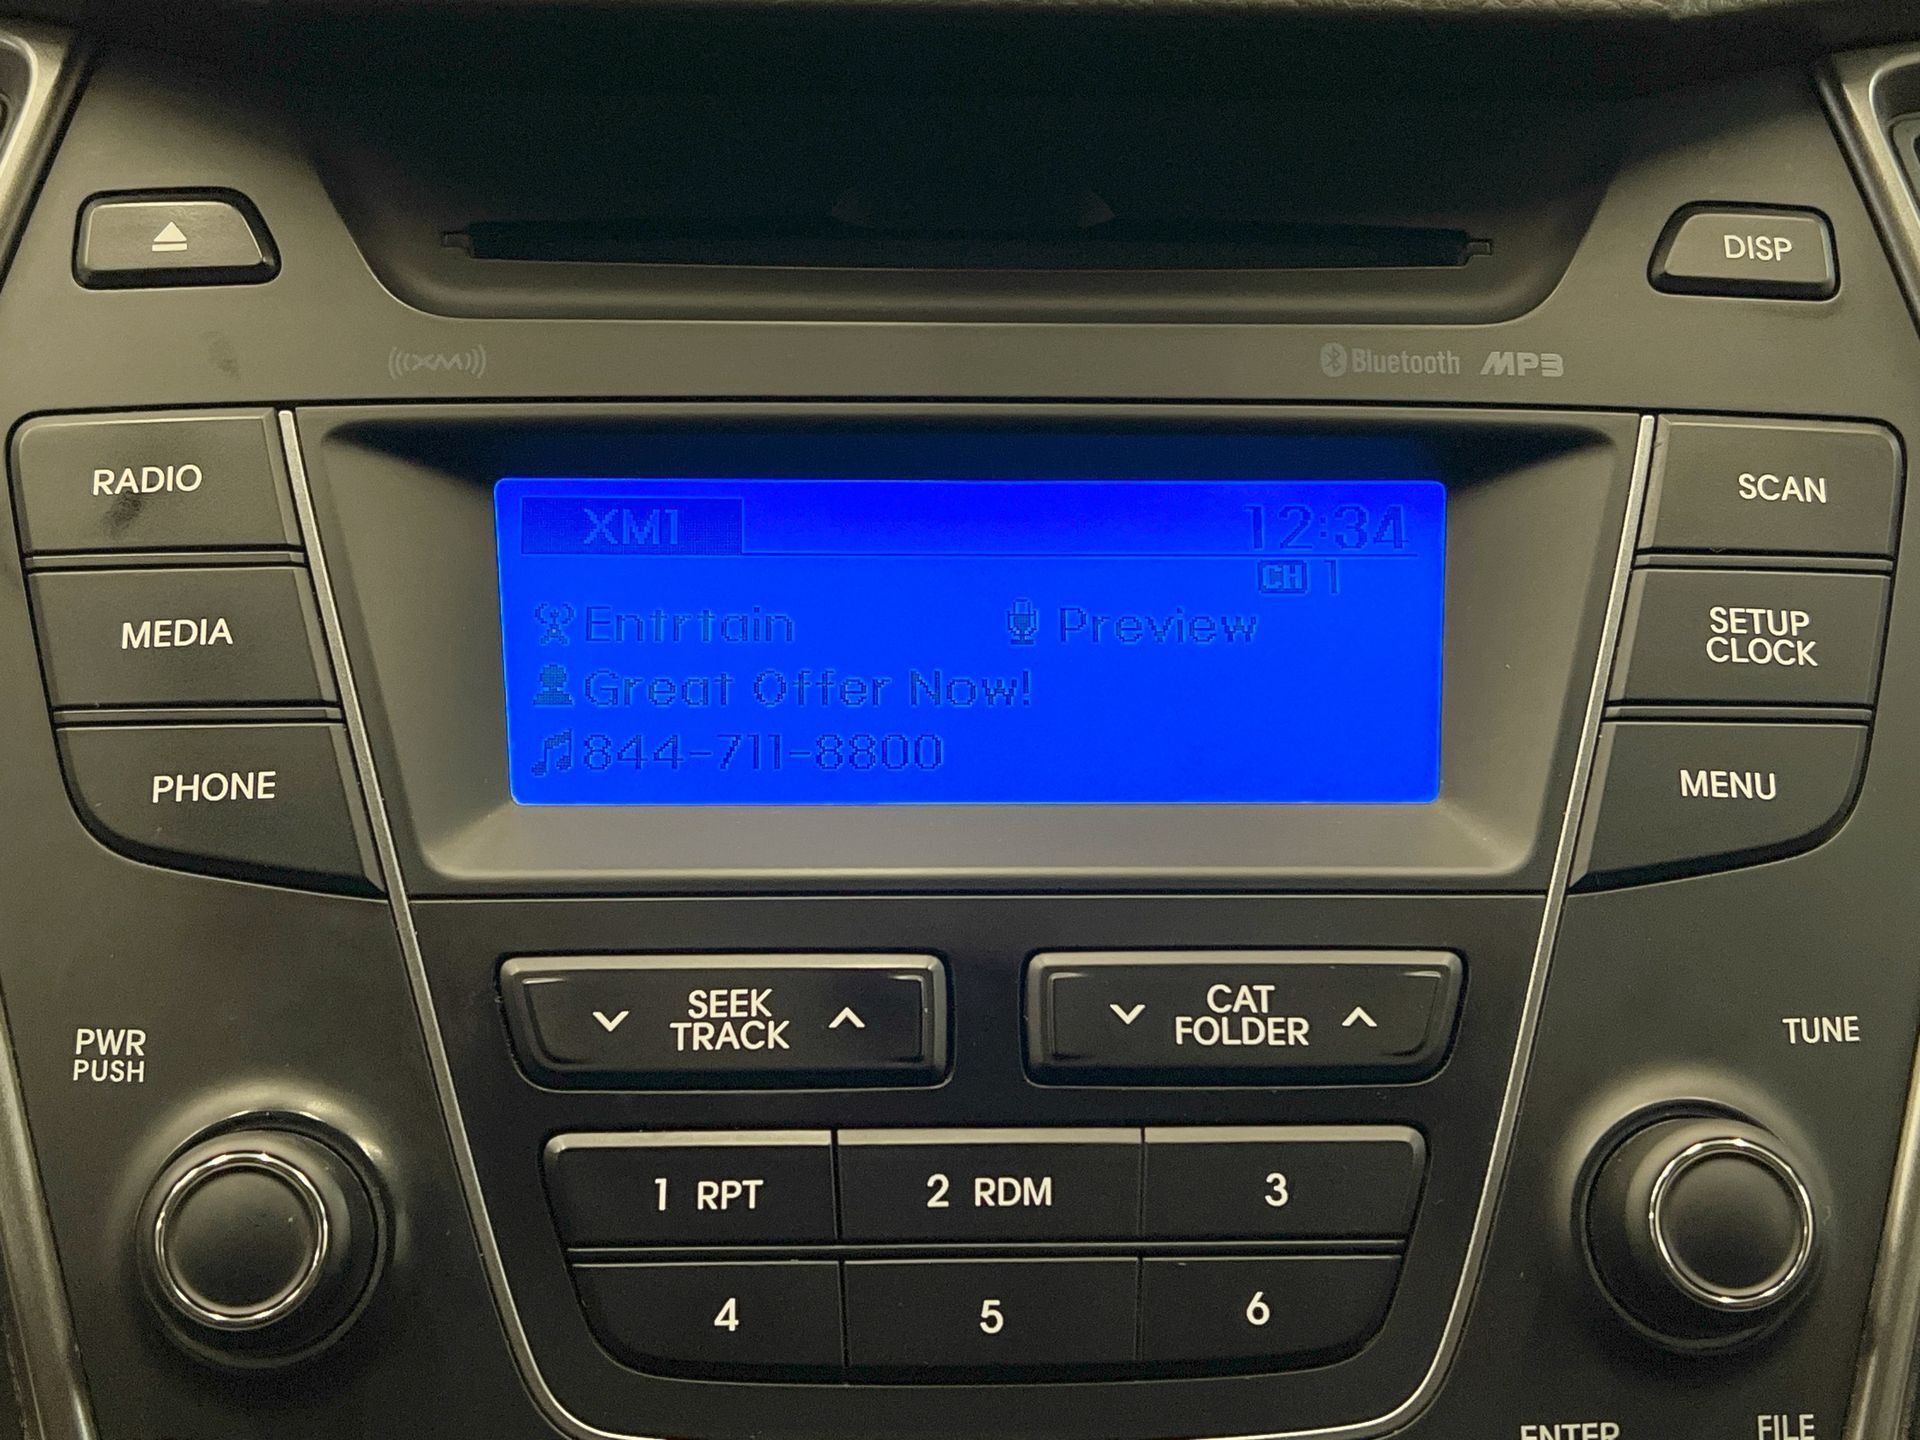 DISP
XM
Bluetooth MP3
RADIO
MEDIA
PHONE
XM1
12:34
CH 1
Entrtain
Preview
Great Offer Now!
844-711-8800
SCAN
SETUP
CLOCK
MENU
SEEK
TRACK
CAT
FOLDER
PWR
PUSH
TUNE
1 RPT
2 RDM
3
4
5
6
ENTER
FILE